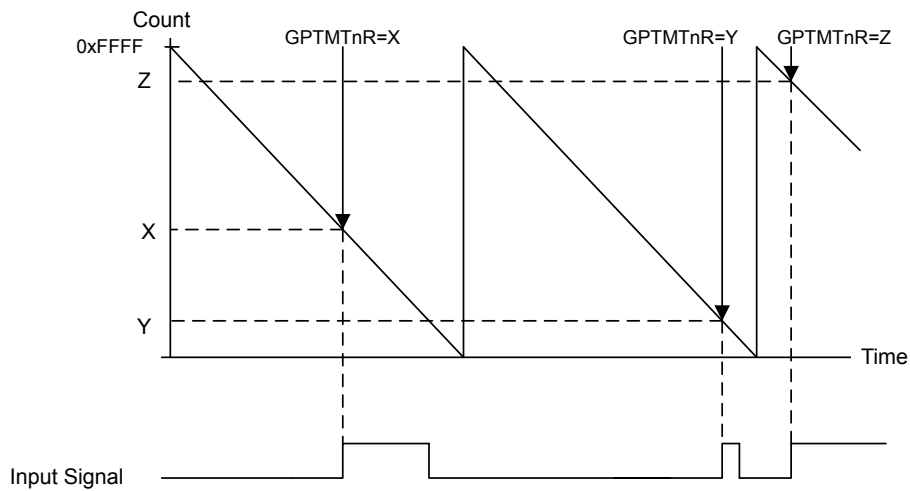 Count
0xFFFF
GPTMTnR=X
GPTMTnR=Y
GPTMTnR=Z
Z
X
Y
Time
Input Signal